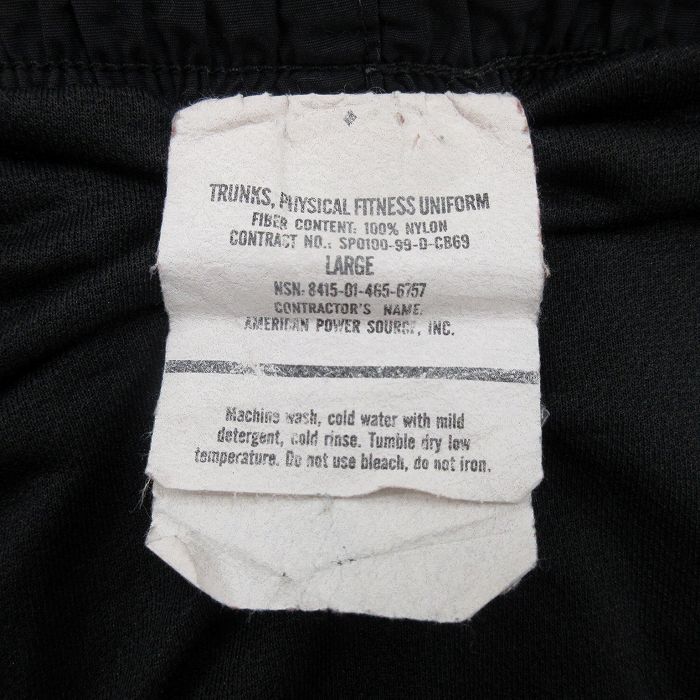 TRUNKS, PHYSICAL FITNESS UNIFORM
FIBER CONTENT: 100% NYLON
CONTRACT NO.: SPO100-99-D-CB69
LARGE
NSN: 8415-01-465-6757
CONTRACTOR'S NAME:
AMERICAN POWER SOURCE, INC.
Machine wash, cold water with mild
detergent, cold rinse. Tumble dry low
temperature. Do not use bleach, do not iron.